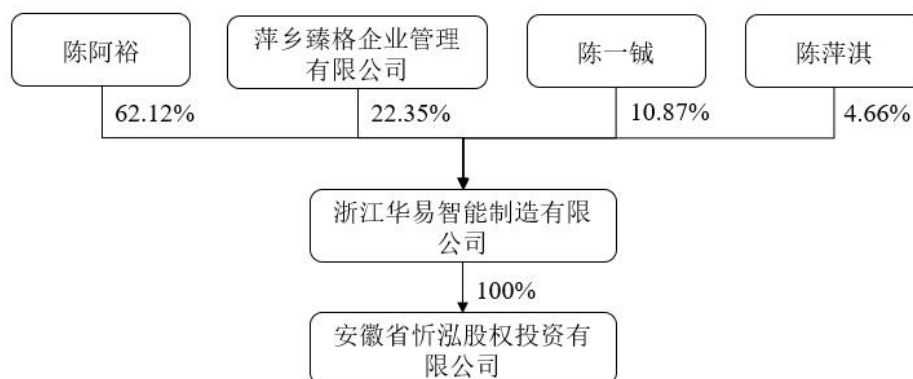 陈阿裕
萍乡臻格企业管理
有限公司
陈一铖
陈萍淇
62.12%
22.35%
10.87%
4.66%
浙江华易智能制造有限
公司
100%
安徽省忻泓股权投资有
限公司